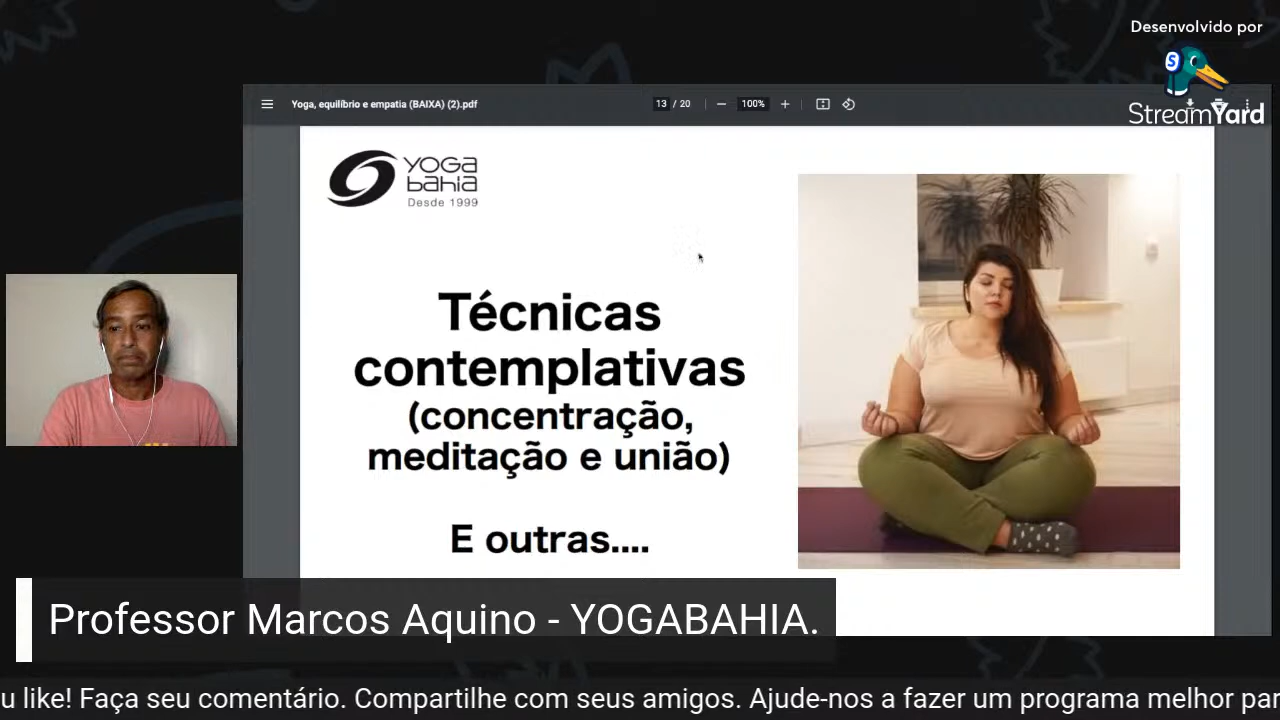 Desenvolvido por
StreamYard
Yoga, equilíbrio e empatia (BAIXA) (2).pdf
13 / 20
100%
YOGA
bahia
Desde 1999
Técnicas
contemplativas
(concentração,
meditação e união)
E outras....
Professor Marcos Aquino - YOGABAHIA.
u like! Faça seu comentário. Compartilhe com seus amigos. Ajude-nos a fazer um programa melhor par